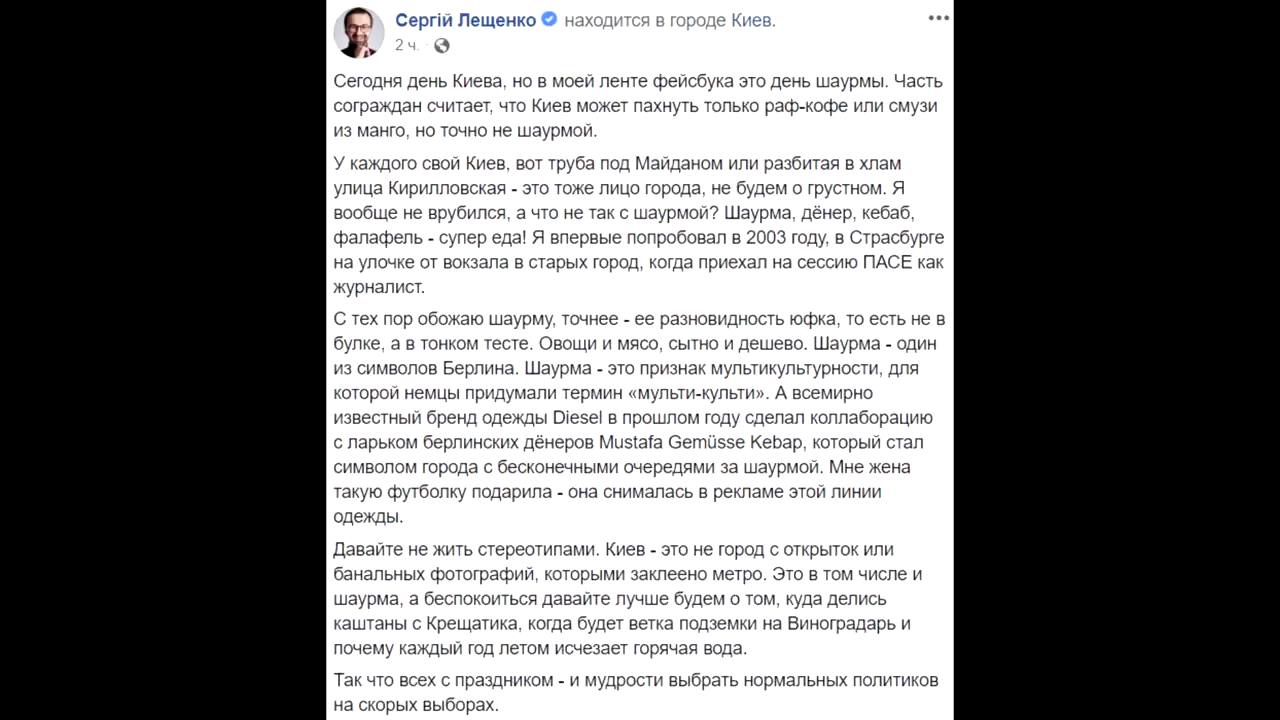 Сергій Лещенко находится в городе Киев.
2 ч.
Сегодня день Киева, но в моей ленте фейсбука это день шаурмы. Часть
сограждан считает, что Киев может пахнуть только раф-кофе или смузи
из манго, но точно не шаурмой.
У каждого свой Киев, вот труба под Майданом или разбитая в хлам
улица Кирилловская - это тоже лицо города, не будем о грустном. Я
вообще не врубился, а что не так с шаурмой? Шаурма, дёнер, кебаб,
фалафель - супер еда! Я впервые попробовал в 2003 году, в Страсбурге
на улочке от вокзала в старых город, когда приехал на сессию ПАСЕ как
журналист.
С тех пор обожаю шаурму, точнее - ее разновидность юфка, то есть не в
булке, а в тонком тесте. Овощи и мясо, сытно и дешево. Шаурма - один
из символов Берлина. Шаурма - это признак мультикультурности, для
которой немцы придумали термин «мульти-культи». А всемирно
известный бренд одежды Diesel в прошлом году сделал коллаборацию
с ларьком берлинских дёнеров Mustafa Gemüsse Kebap, который стал
символом города с бесконечными очередями за шаурмой. Мне жена
такую футболку подарила - она снималась в рекламе этой линии
одежды.
Давайте не жить стереотипами. Киев - это не город с открыток или
банальных фотографий, которыми заклеено метро. Это в том числе и
шаурма, а беспокоиться давайте лучше будем о том, куда делись
каштаны с Крещатика, когда будет ветка подземки на Виноградарь и
почему каждый год летом исчезает горячая вода.
Так что всех с праздником - и мудрости выбрать нормальных политиков
на скорых выборах.